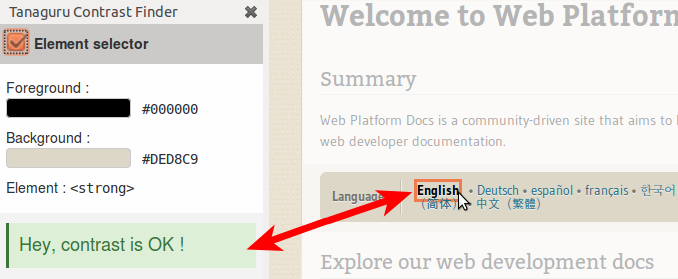 Tanaguru Contrast Finder
Element selector
Foreground :
#000000
Background :
#DED8C9
Element : <strong>
Hey, contrast is OK !
Welcome to Web Platform
Summary
Web Platform Docs is a community-driven site that aims to
web developer documentation.
Language
English • Deutsch • español • français • 한국어
(简体) • 中文 (繁體)
Explore our web development docs